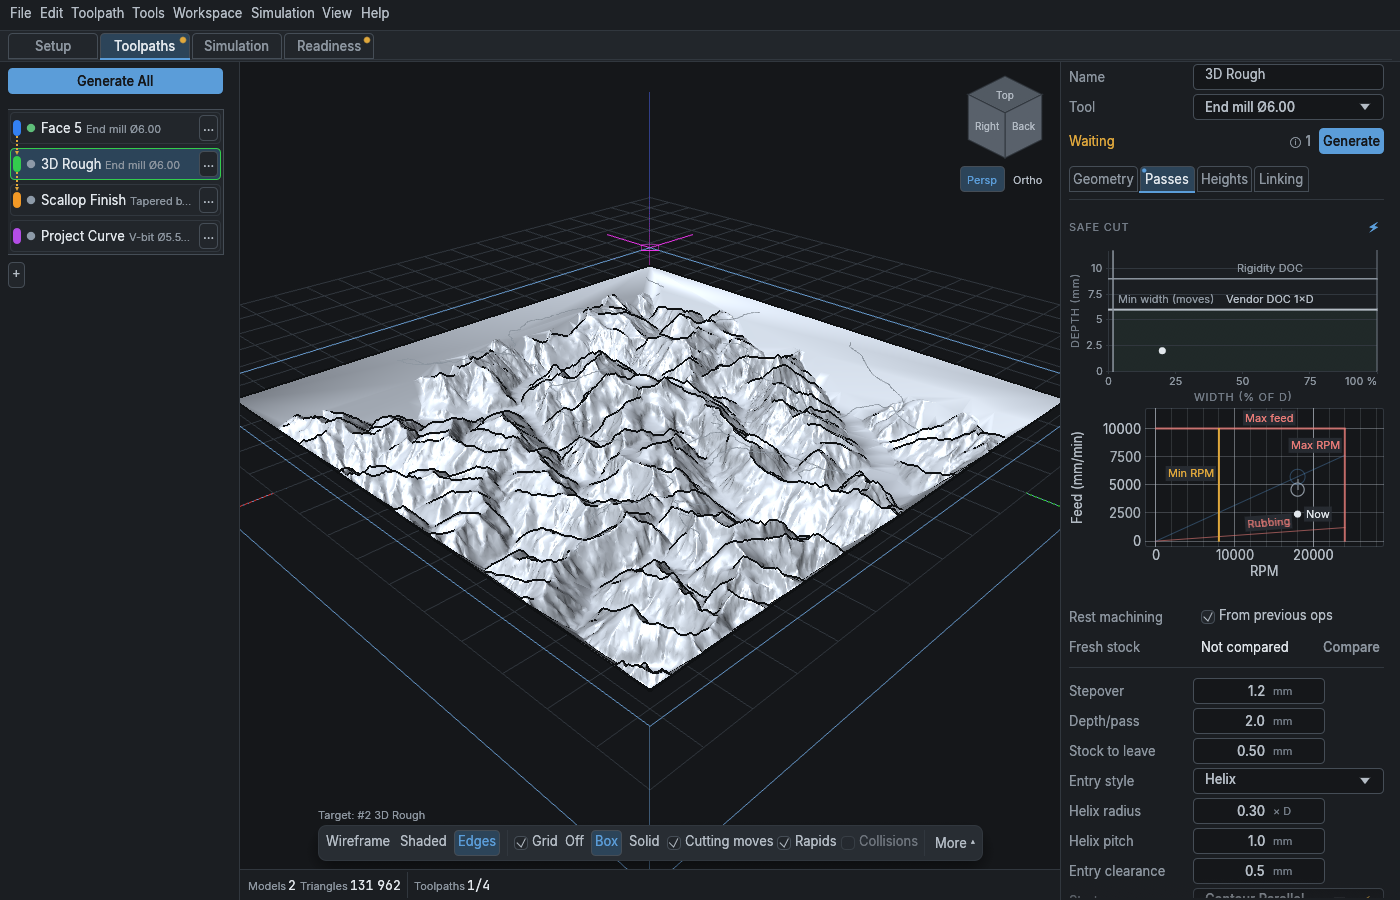 File Edit Toolpath Tools Workspace Simulation View Help
Setup Toolpaths Simulation Readiness
Generate All
Face 5 End mill Ø6.00 ...
3D Rough End mill Ø6.00 ...
Scallop Finish Tapered b... ...
Project Curve V-bit Ø5.5... ...
+
Top
Right Back
Persp Ortho
Target: #2 3D Rough
Wireframe Shaded Edges Grid Off Box Solid Cutting moves Rapids Collisions More
Models 2 Triangles 131 962 Toolpaths 1/4
Name 3D Rough
Tool End mill Ø6.00
Waiting 1 Generate
Geometry Passes Heights Linking
SAFE CUT
DEPTH (mm)
10
7.5
5
2.5
0
Rigidity DOC
Min width (moves) Vendor DOC 1×D
0 25 50 75 100 %
WIDTH (% OF D)
Feed (mm/min)
10000
7500
5000
2500
0
Max feed
Max RPM
Min RPM
Now
Rubbing
0 10000 20000
RPM
Rest machining From previous ops
Fresh stock Not compared Compare
Stepover 1.2 mm
Depth/pass 2.0 mm
Stock to leave 0.50 mm
Entry style Helix
Helix radius 0.30 × D
Helix pitch 1.0 mm
Entry clearance 0.5 mm
Contour Parallel